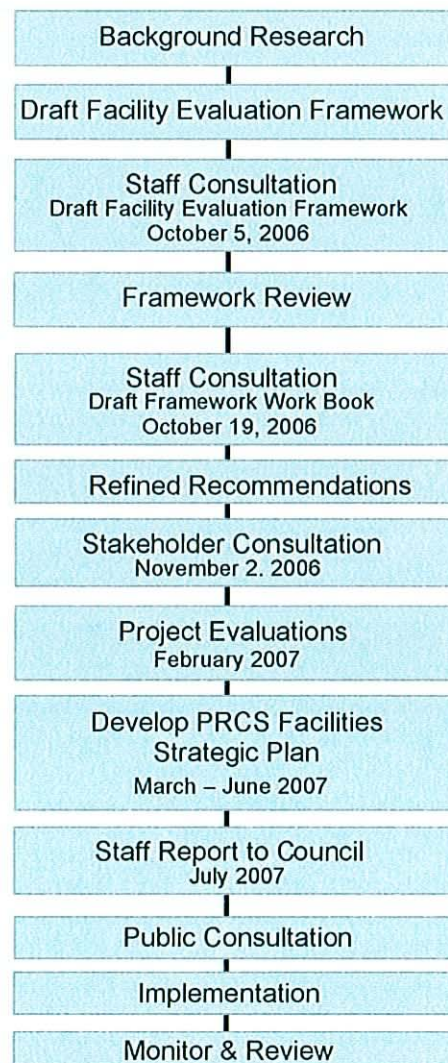 Background Research
Draft Facility Evaluation Framework
Staff Consultation
Draft Facility Evaluation Framework
October 5, 2006
Framework Review
Staff Consultation
Draft Framework Work Book
October 19, 2006
Refined Recommendations
Stakeholder Consultation
November 2. 2006
Project Evaluations
February 2007
Develop PRCS Facilities
Strategic Plan
March – June 2007
Staff Report to Council
July 2007
Public Consultation
Implementation
Monitor & Review